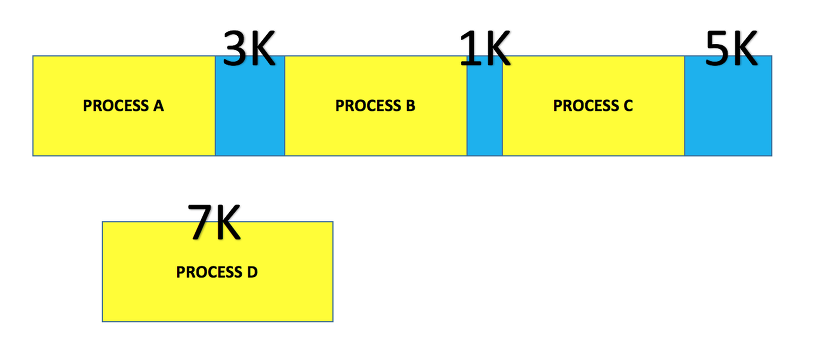 3K 1K 5K
PROCESS A PROCESS B PROCESS C
7K
PROCESS D